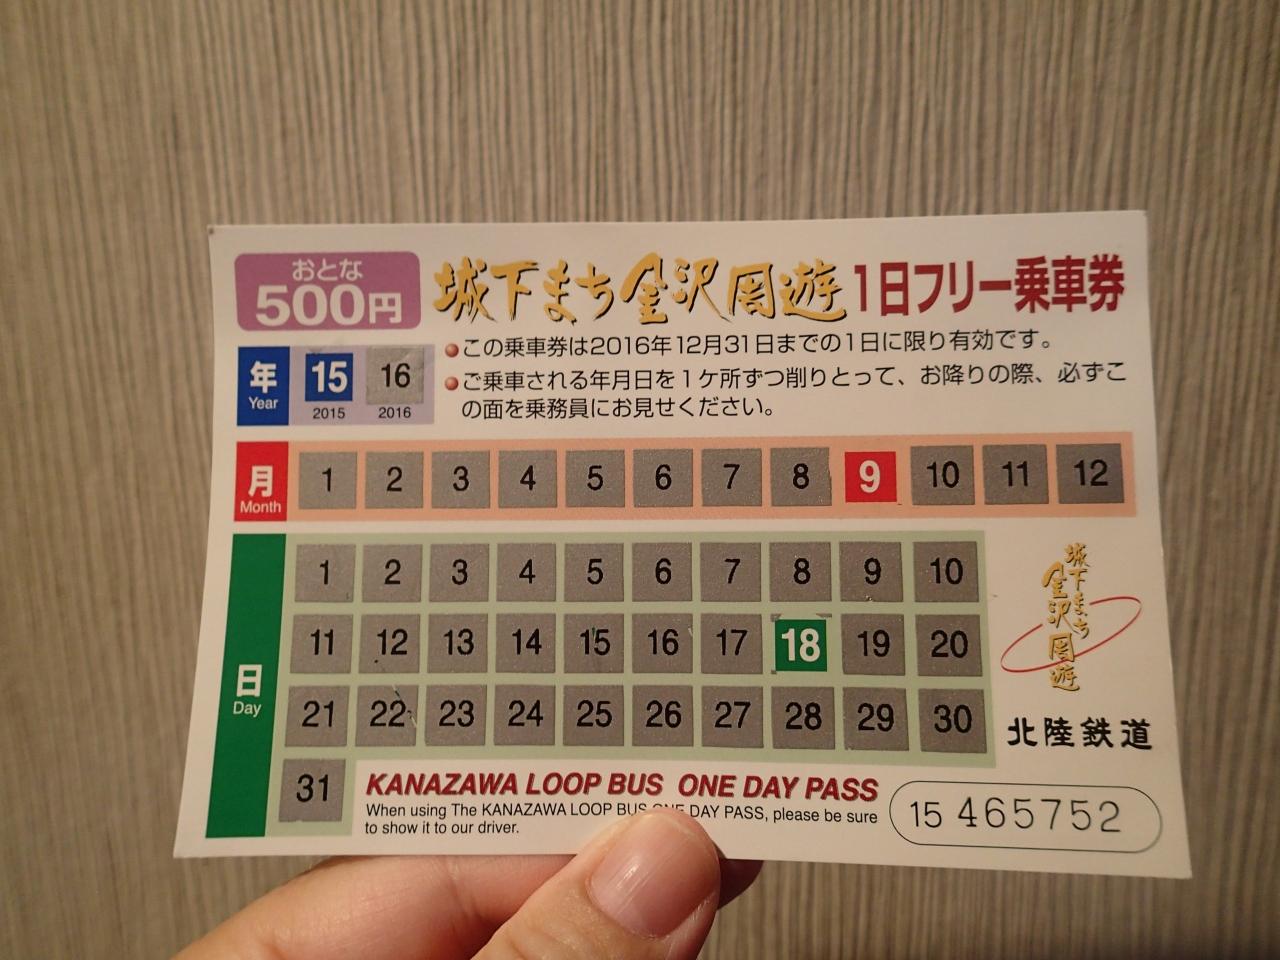 おとな
500円
城下まち金沢周遊1日フリー乗車券
●この乗車券は2016年12月31日までの1日に限り有効です。
●ご乗車される年月日を1ケ所ずつ削りとって、お降りの際、必ずこ
の面を乗務員にお見せください。
年 15 16
Year 2015 2016
月 1 2 3 4 5 6 7 8 9 10 11 12
Month
1 2 3 4 5 6 7 8 9 10
11 12 13 14 15 16 17 18 19 20
日
Day
21 22 23 24 25 26 27 28 29 30
31
城下まち
金沢
周遊
北陸鉄道
KANAZAWA LOOP BUS ONE DAY PASS
When using The KANAZAWA LOOP BUS ONE DAY PASS, please be sure
to show it to our driver.
15 465752